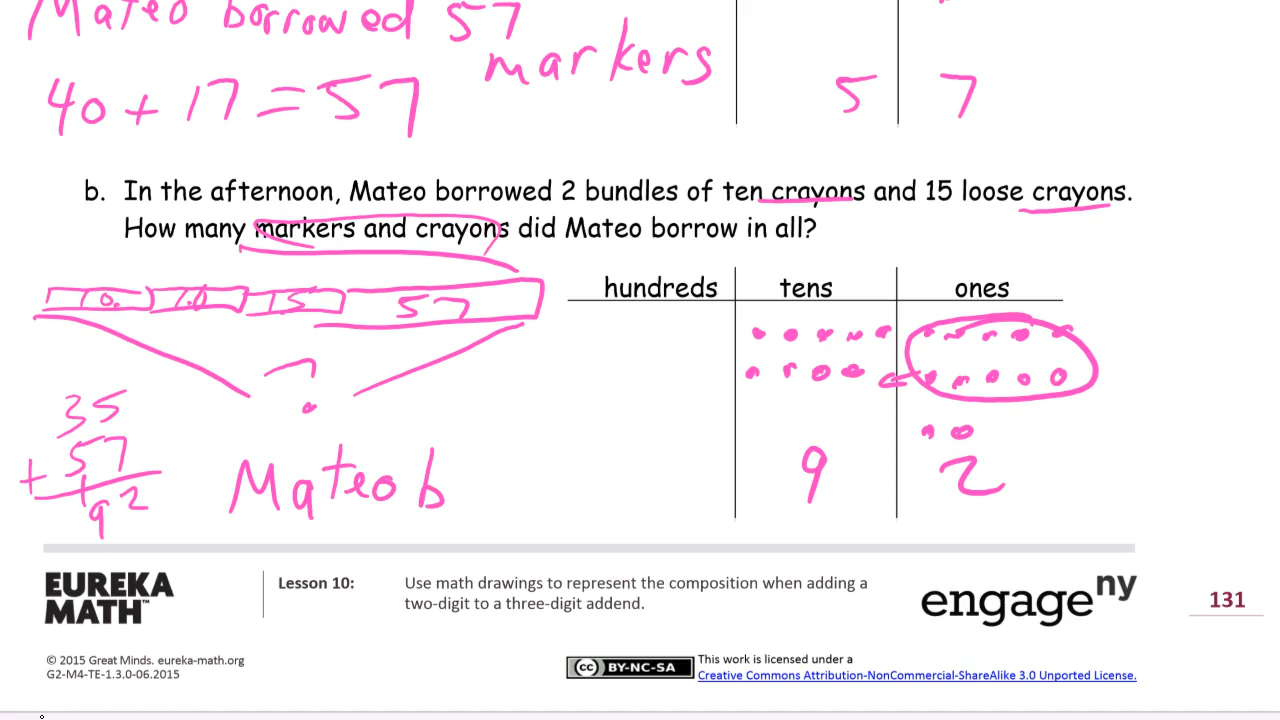 Mateo borrowed 57
markers
40 + 17 = 57
5 7
b. In the afternoon, Mateo borrowed 2 bundles of ten crayons and 15 loose crayons.
How many markers and crayons did Mateo borrow in all?
hundreds tens ones
10. 10 15 57
?
35
+ 57
1
92
Mateo b
9 2
EUREKA
MATH™
Lesson 10:
Use math drawings to represent the composition when adding a
two-digit to a three-digit addend.
engageny
131
© 2015 Great Minds. eureka-math.org
G2-M4-TE-1.3.0-06.2015
cc BY-NC-SA
This work is licensed under a
Creative Commons Attribution-NonCommercial-ShareAlike 3.0 Unported License.